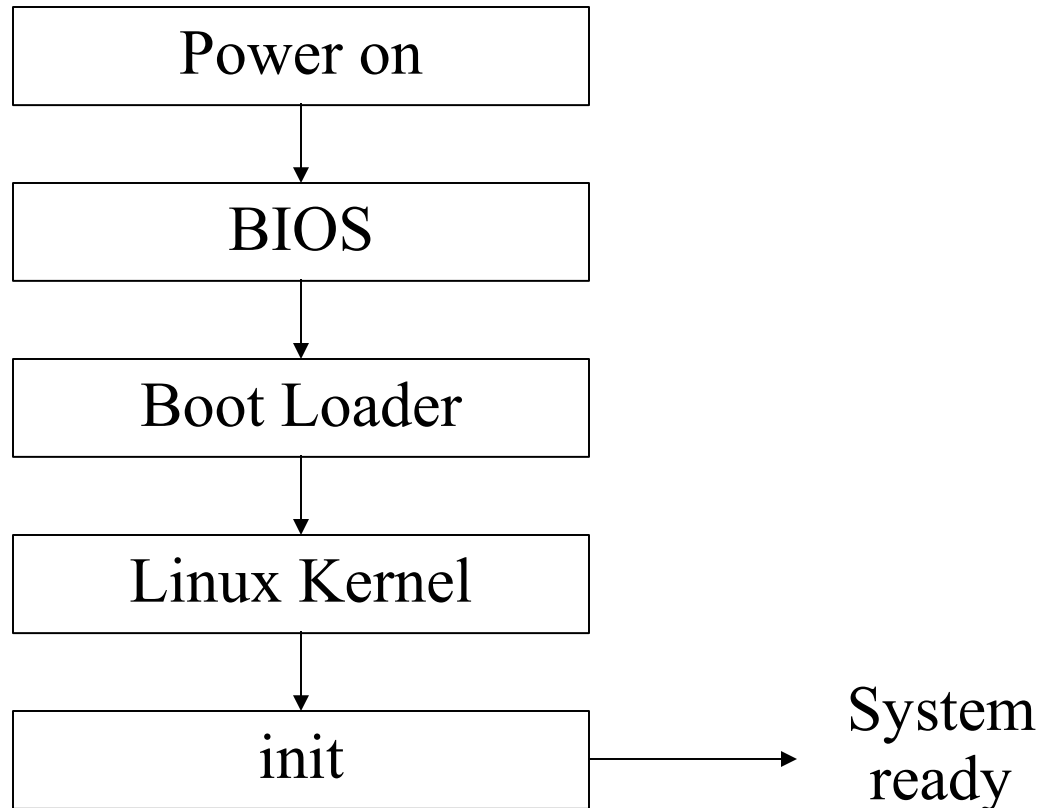 Power on
BIOS
Boot Loader
Linux Kernel
init
System
ready